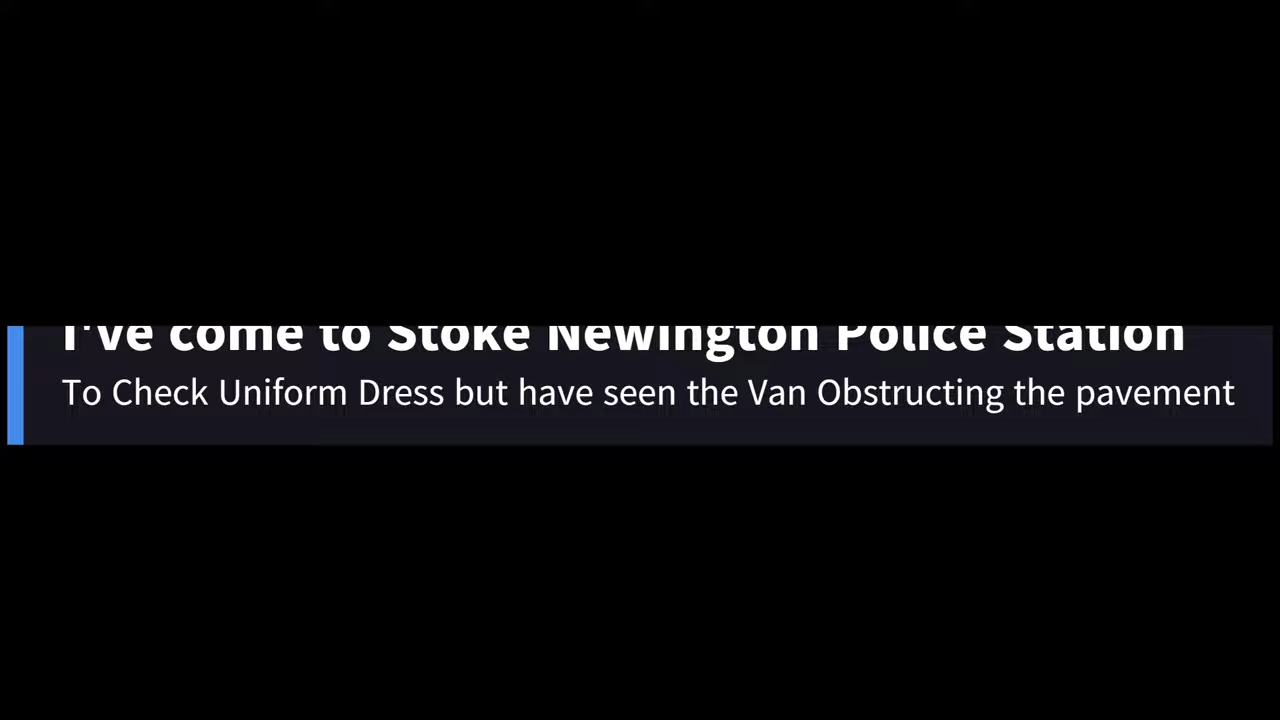 I've come to Stoke Newington Police Station
To Check Uniform Dress but have seen the Van Obstructing the pavement